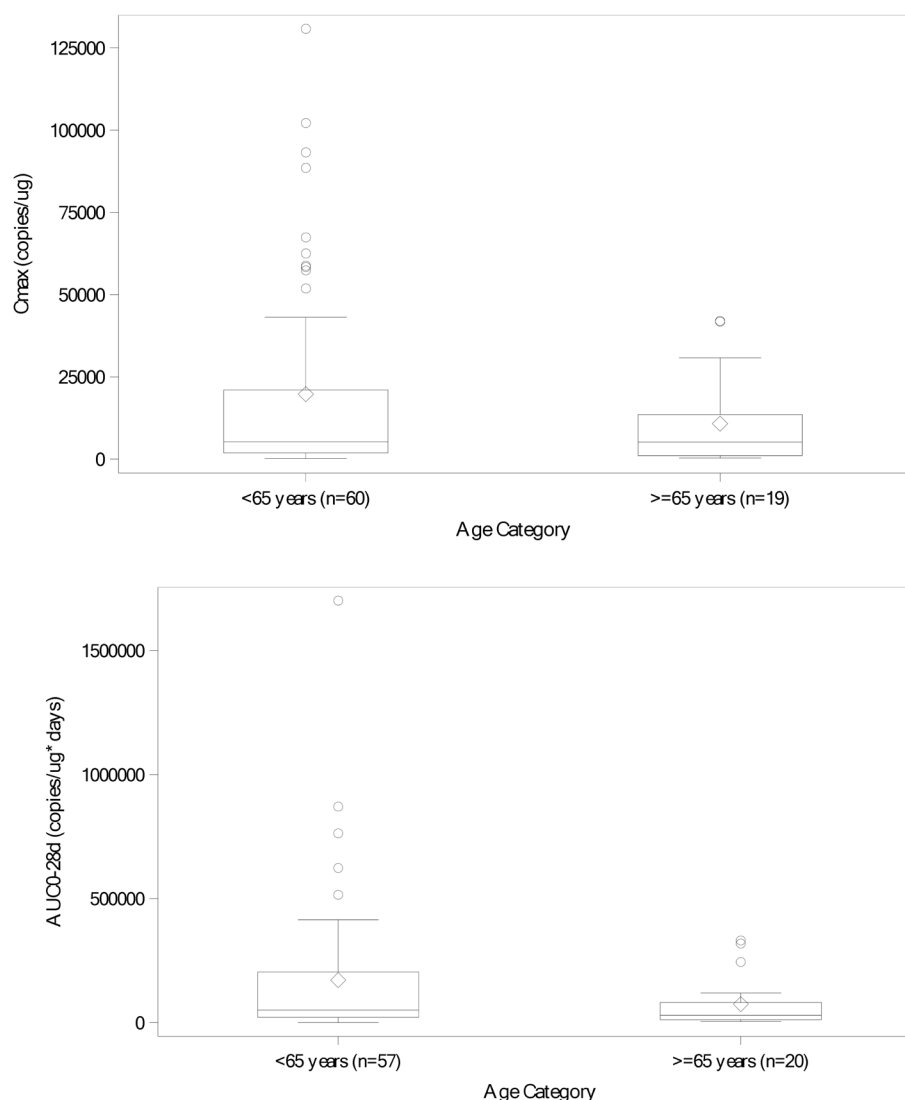 Cmax (copies/ug)
125000
100000
75000
50000
25000
0
<65 years (n=60)
>=65 years (n=19)
Age Category
AUC0-28d (copies/ug* days)
1500000
1000000
500000
0
<65 years (n=57)
>=65 years (n=20)
Age Category